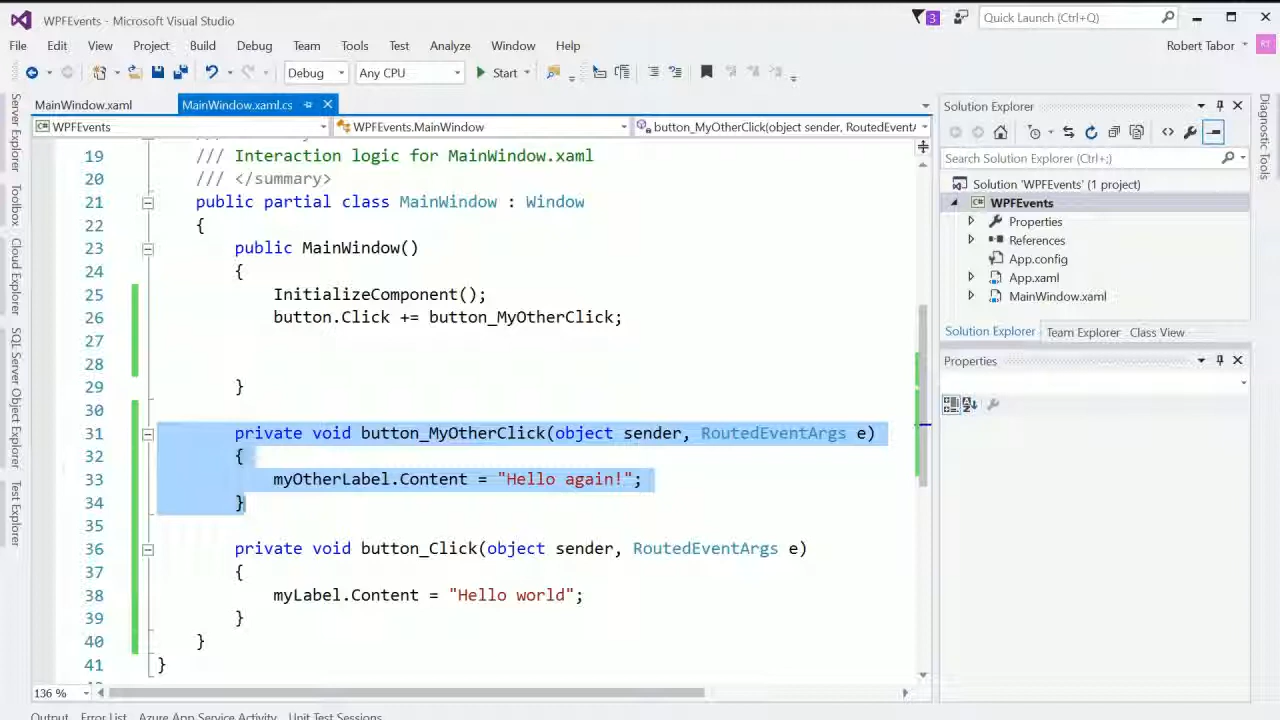 WPFEvents - Microsoft Visual Studio
3
Quick Launch (Ctrl+Q)
File Edit View Project Build Debug Team Tools Test Analyze Window Help
Robert Tabor
RT
Debug
Any CPU
Start
MainWindow.xaml
MainWindow.xaml.cs
WPFEvents
WPFEvents.MainWindow
button_MyOtherClick(object sender, RoutedEventA
19 /// Interaction logic for MainWindow.xaml
20 /// </summary>
21 public partial class MainWindow : Window
22 {
23 public MainWindow()
24 {
25 InitializeComponent();
26 button.Click += button_MyOtherClick;
27
28
29 }
30
31 private void button_MyOtherClick(object sender, RoutedEventArgs e)
32 {
33 myOtherLabel.Content = "Hello again!";
34 }
35
36 private void button_Click(object sender, RoutedEventArgs e)
37 {
38 myLabel.Content = "Hello world";
39 }
40 }
41 }
136 %
Output Error List Azure App Service Activity Unit Test Sessions
Server Explorer
Toolbox
Cloud Explorer
SQL Server Object Explorer
Test Explorer
Solution Explorer
Search Solution Explorer (Ctrl+;)
Solution 'WPFEvents' (1 project)
WPFEvents
Properties
References
App.config
App.xaml
MainWindow.xaml
Solution Explorer Team Explorer Class View
Properties
Diagnostic Tools